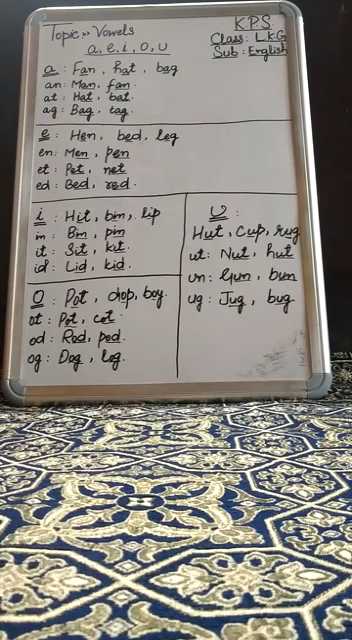 Topic >> Vowels
a, e, i, o, u
K.P.S.
Class: L.K.G
Sub: English
a : Fan, hat, bag
an: Man, fan.
at: Hat, bat.
ag: Bag, tag.
e : Hen, bed, leg
en: Men, pen
et: Pet, net
ed: Bed, red.
i : Hit, bin, lip
in: Bin, pin
it: Sit, kit.
id: Lid, kid.
O : Pot, chop, boy.
ot: Pot, cot.
od: Rod, pod.
og: Dog, log.
U :
Hut, Cup, rug
ut: Nut, hut
un: Gun, bun
ug: Jug, bug